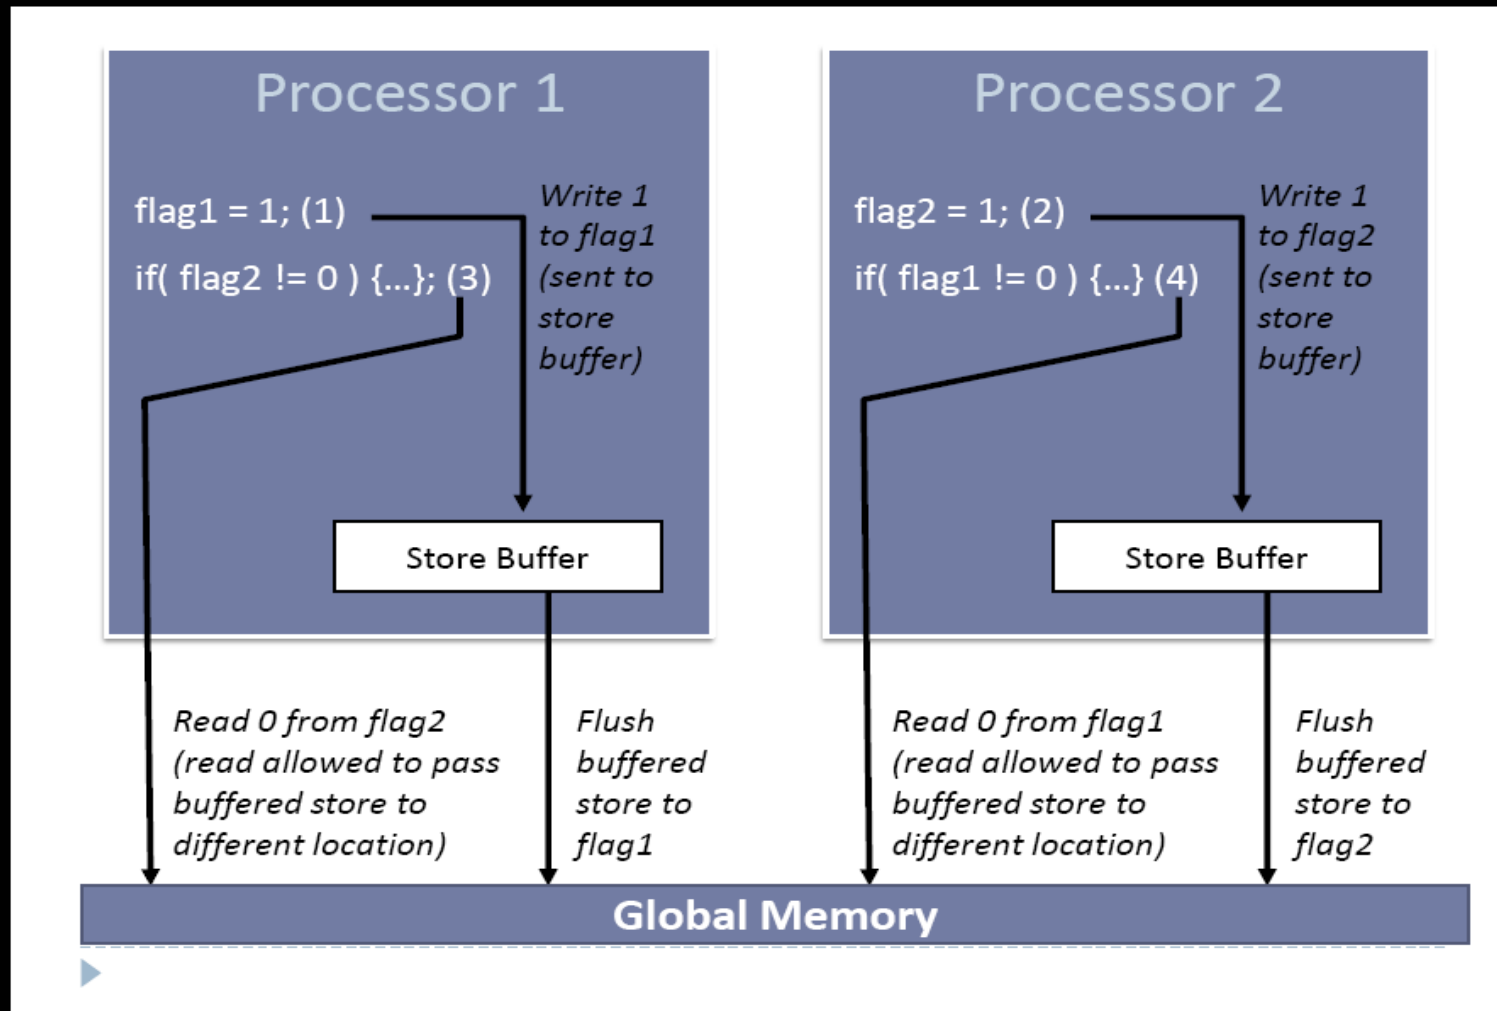 Processor 1
flag1 = 1; (1)
if( flag2 != 0 ) {...}; (3)
Write 1
to flag1
(sent to
store
buffer)
Store Buffer
Read 0 from flag2
(read allowed to pass
buffered store to
different location)
Flush
buffered
store to
flag1
Processor 2
flag2 = 1; (2)
if( flag1 != 0 ) {...} (4)
Write 1
to flag2
(sent to
store
buffer)
Store Buffer
Read 0 from flag1
(read allowed to pass
buffered store to
different location)
Flush
buffered
store to
flag2
Global Memory